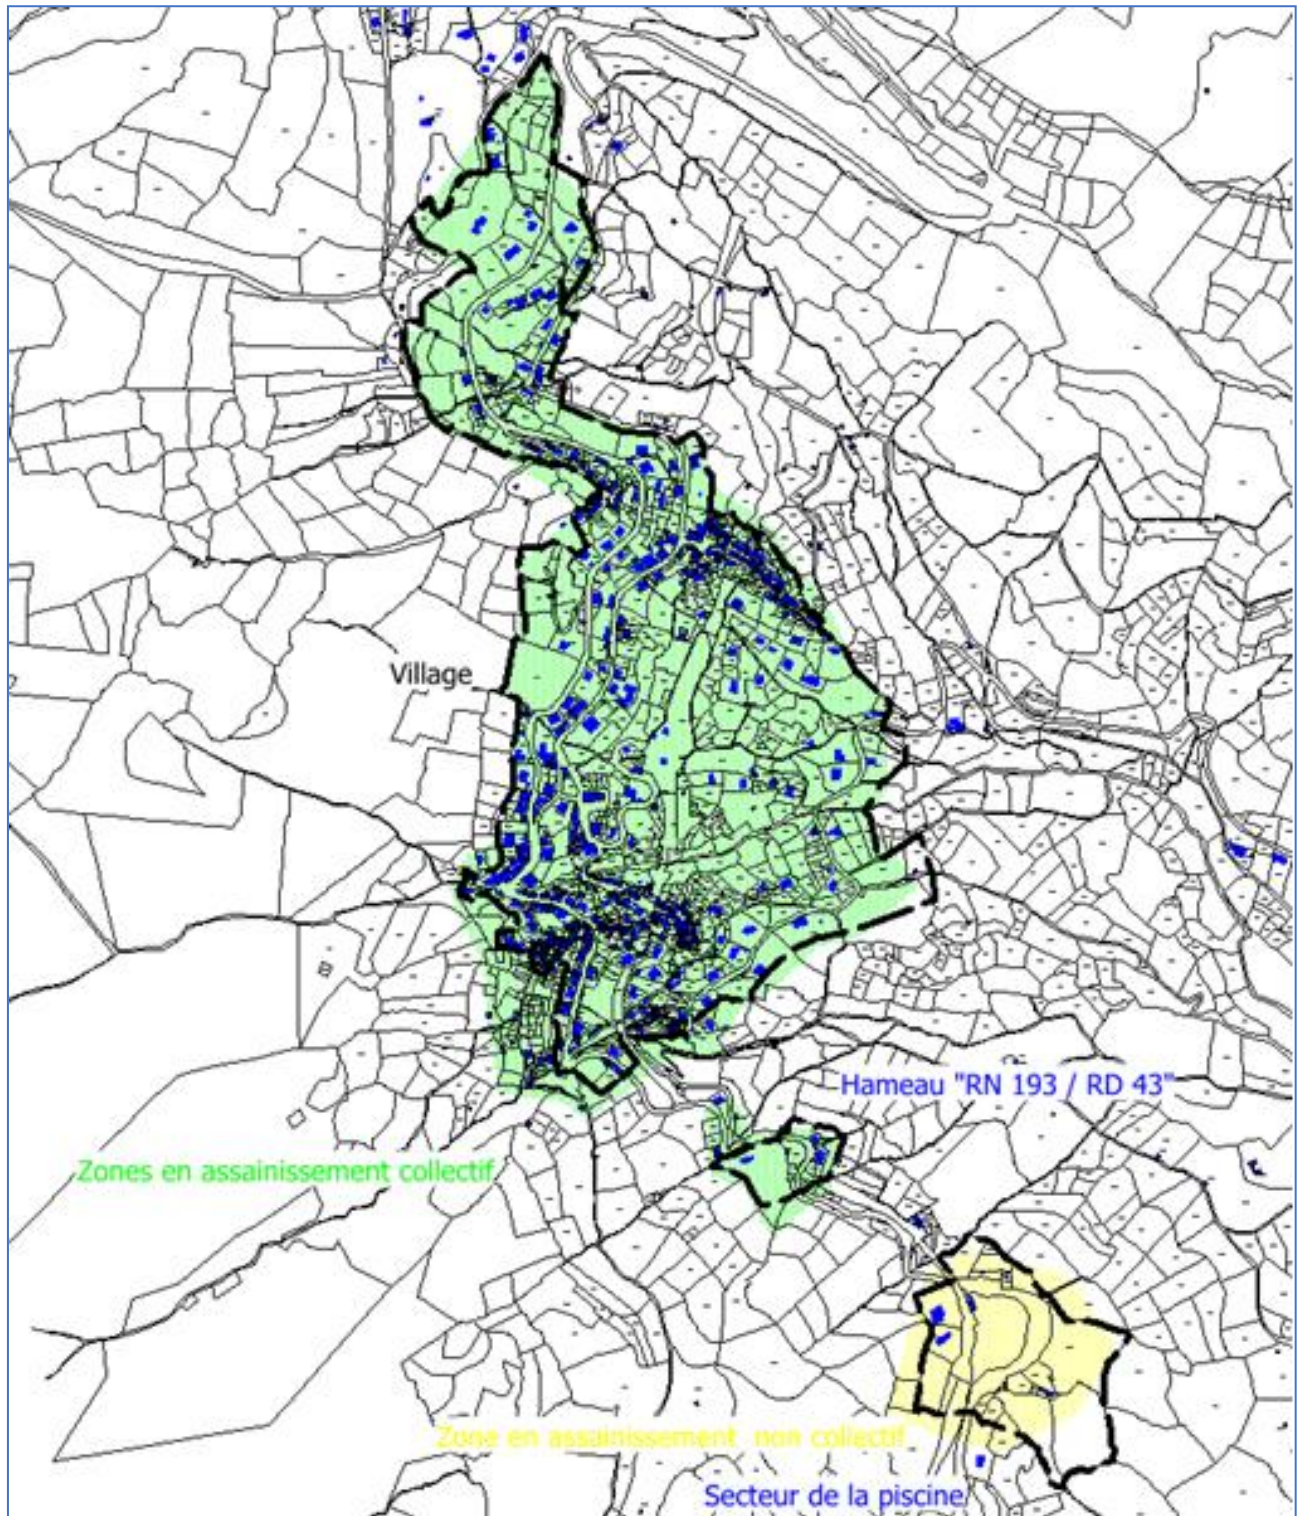 Village
Hameau "RN 193 / RD 43"
Zones en assainissement collectif
Zone en assainissement non collectif
Secteur de la piscine